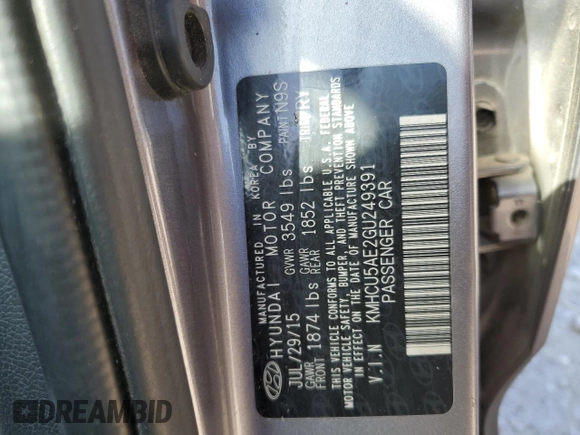 MANUFACTURED IN KOREA BY
HYUNDAI MOTOR COMPANY
JUL/29/15 GVWR 3549 lbs PAINT N9S
GAWR FRONT 1874 lbs GAWR REAR 1852 lbs TRIM RY
THIS VEHICLE CONFORMS TO ALL APPLICABLE U.S.A. FEDERAL
MOTOR VEHICLE SAFETY, BUMPER, AND THEFT PREVENTION STANDARDS
IN EFFECT ON THE DATE OF MANUFACTURE SHOWN ABOVE
V.I.N KMHCU5AE2GU249391
PASSENGER CAR
DREAMBID